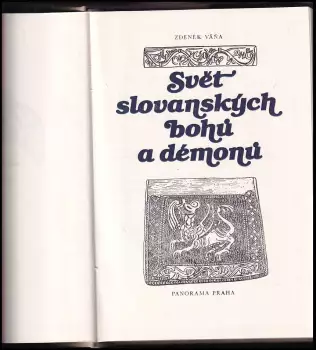 ZDENĚK VÁŇA
Svět
slovanských
bohů
a démonů
PANORAMA PRAHA